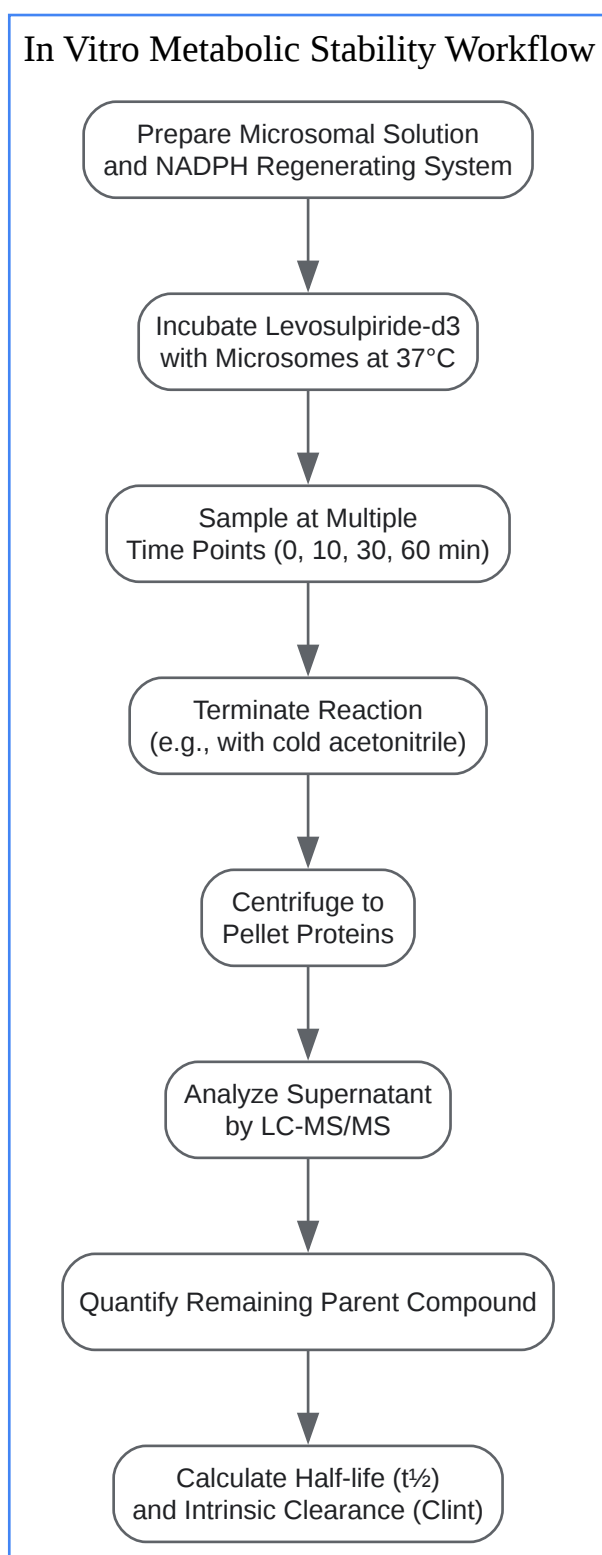 In Vitro Metabolic Stability Workflow
Prepare Microsomal Solution
and NADPH Regenerating System
Incubate Levosulpiride-d3
with Microsomes at 37°C
Sample at Multiple
Time Points (0, 10, 30, 60 min)
Terminate Reaction
(e.g., with cold acetonitrile)
Centrifuge to
Pellet Proteins
Analyze Supernatant
by LC-MS/MS
Quantify Remaining Parent Compound
Calculate Half-life (t½)
and Intrinsic Clearance (Clint)